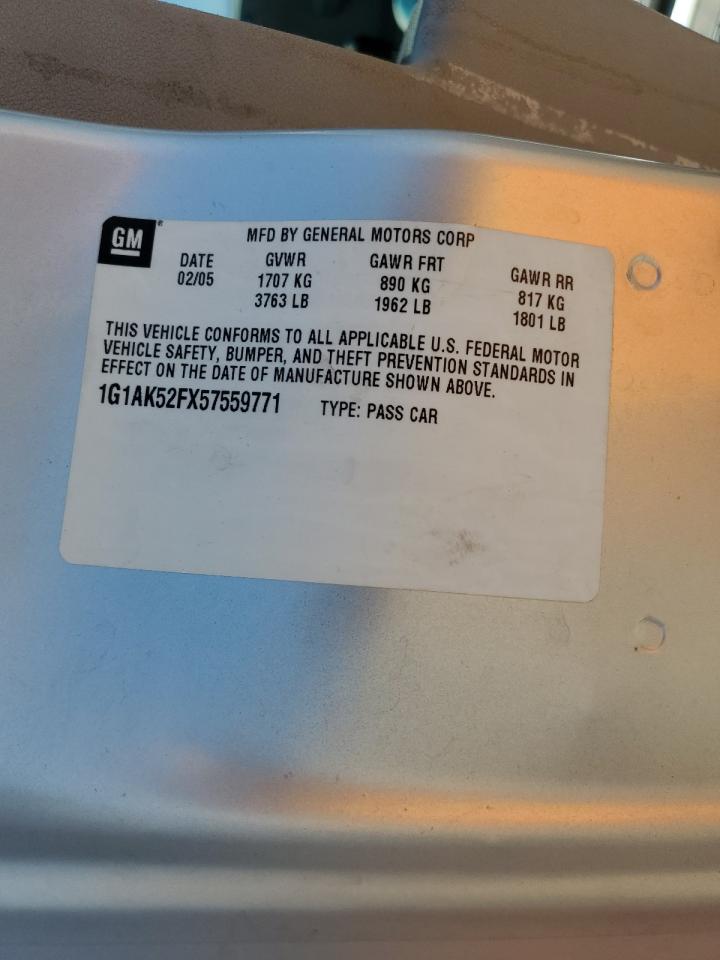 GM
MFD BY GENERAL MOTORS CORP
DATE GVWR GAWR FRT GAWR RR
02/05 1707 KG 890 KG 817 KG
3763 LB 1962 LB 1801 LB
THIS VEHICLE CONFORMS TO ALL APPLICABLE U.S. FEDERAL MOTOR
VEHICLE SAFETY, BUMPER, AND THEFT PREVENTION STANDARDS IN
EFFECT ON THE DATE OF MANUFACTURE SHOWN ABOVE.
1G1AK52FX57559771 TYPE: PASS CAR